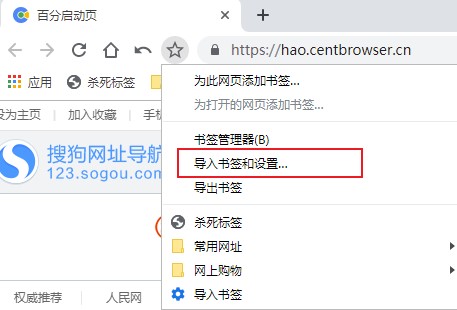 百分启动页
https://hao.centbrowser.cn
应用
杀死标签
为此网页添加书签...
为打开的网页添加书签...
设为主页
加入收藏
手机
书签管理器(B)
搜狗网址导航
导入书签和设置...
123.sogou.com
导出书签
杀死标签
常用网址
网上购物
权威推荐
人民网
导入书签